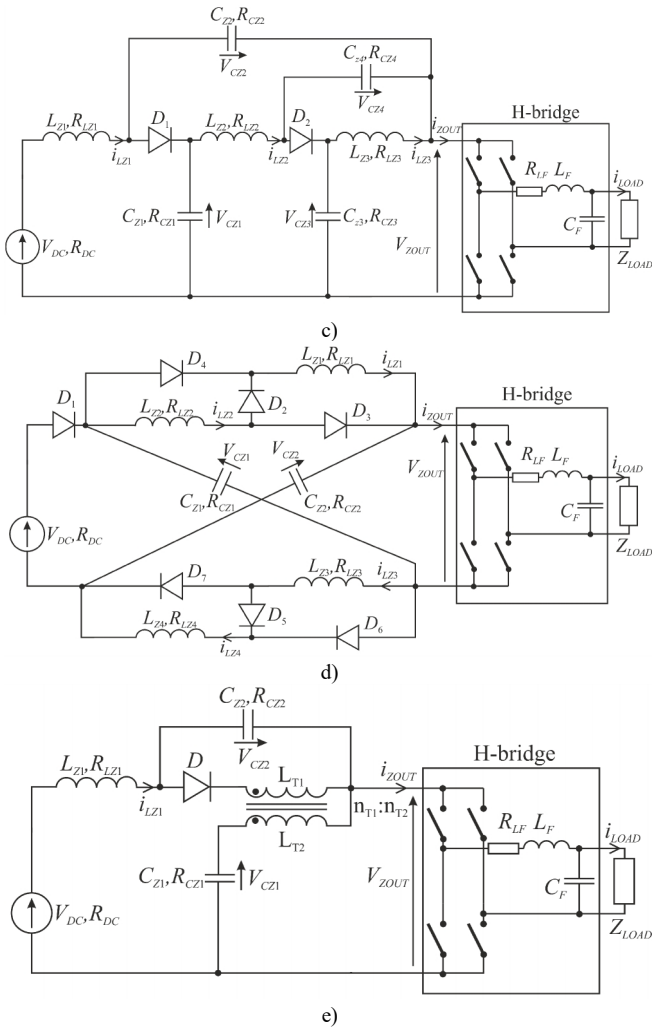 C_Z2,R_CZ2
V_CZ2
C_z4,R_CZ4
V_CZ4
H-bridge
L_Z1,R_LZ1
D_1
L_Z2,R_LZ2
D_2
i_ZOUT
i_LZ1
i_LZ2
L_Z3,R_LZ3
i_LZ3
R_LF L_F
i_LOAD
C_Z1,R_CZ1
V_CZ1
V_CZ3
C_z3,R_CZ3
C_F
V_DC,R_DC
V_ZOUT
Z_LOAD
c)
D_4
L_Z1,R_LZ1
i_LZ1
H-bridge
D_1
L_Z2,R_LZ2
i_LZ2
D_2
D_3
i_ZOUT
V_CZ1
V_CZ2
V_ZOUT
R_LF L_F
i_LOAD
C_Z1,R_CZ1
C_Z2,R_CZ2
C_F
V_DC,R_DC
Z_LOAD
D_7
L_Z3,R_LZ3
i_LZ3
L_Z4,R_LZ4
D_5
D_6
i_LZ4
d)
C_Z2,R_CZ2
V_CZ2
H-bridge
L_Z1,R_LZ1
D
L_T1
i_ZOUT
i_LZ1
n_T1:n_T2
R_LF L_F
i_LOAD
L_T2
C_Z1,R_CZ1
V_CZ1
V_ZOUT
C_F
V_DC,R_DC
Z_LOAD
e)